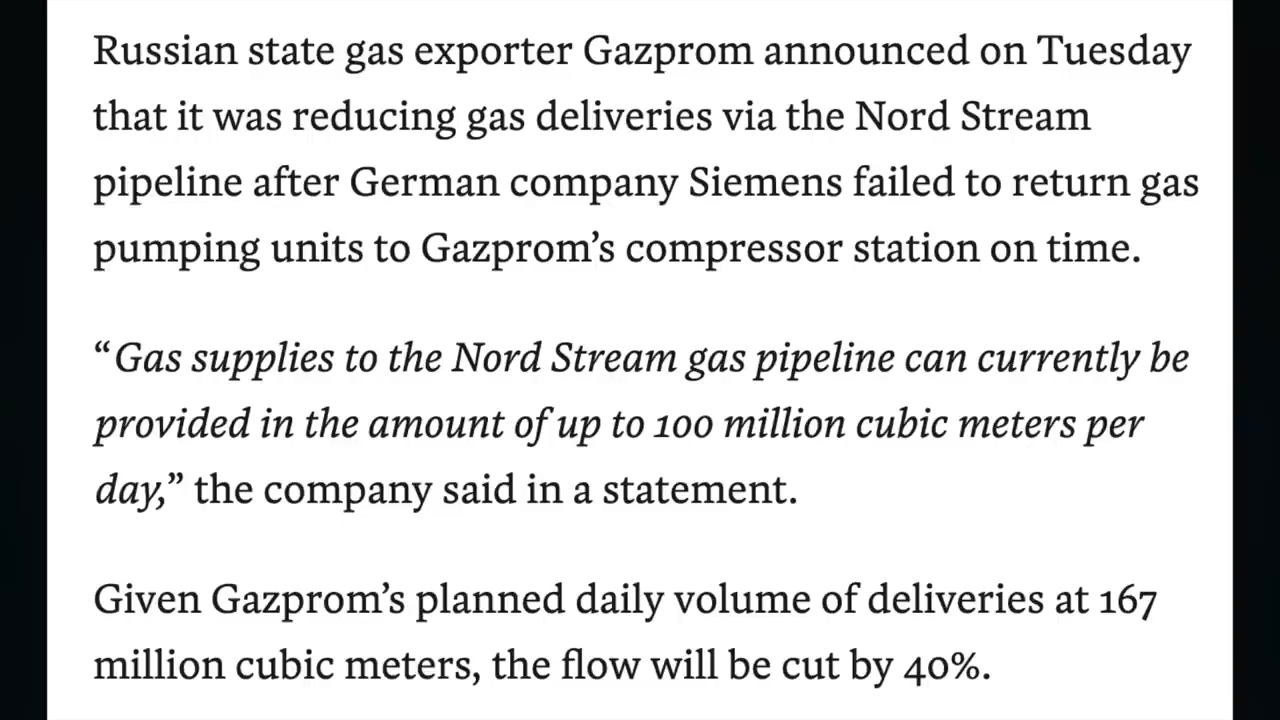 Russian state gas exporter Gazprom announced on Tuesday
that it was reducing gas deliveries via the Nord Stream
pipeline after German company Siemens failed to return gas
pumping units to Gazprom’s compressor station on time.
“Gas supplies to the Nord Stream gas pipeline can currently be
provided in the amount of up to 100 million cubic meters per
day,” the company said in a statement.
Given Gazprom’s planned daily volume of deliveries at 167
million cubic meters, the flow will be cut by 40%.